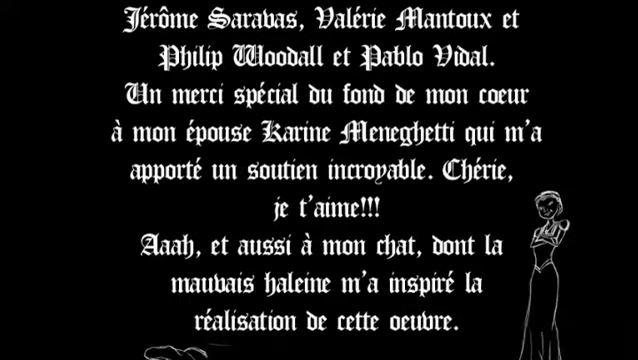 Jérôme Saravas, Valérie Mantoux et
Philip Woodall et Pablo Vidal.
Un merci spécial du fond de mon coeur
à mon épouse Karine Meneghetti qui m'a
apporté un soutien incroyable. Chérie,
je t'aime!!!
Aaah, et aussi à mon chat, dont la
mauvais haleine m'a inspiré la
réalisation de cette oeuvre.